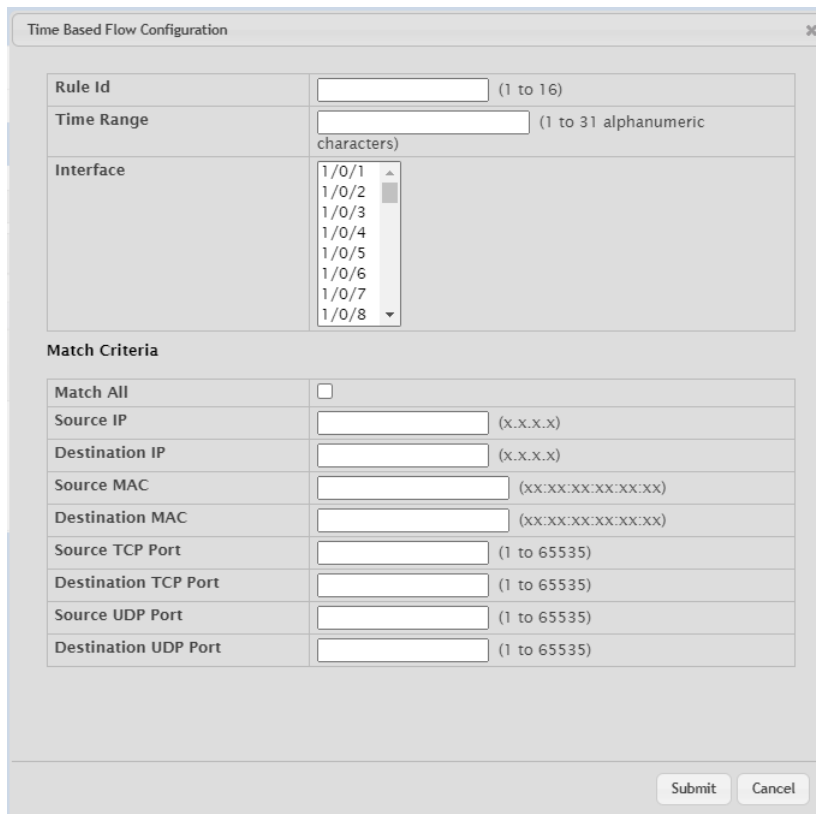 Time Based Flow Configuration
Rule Id (1 to 16)
Time Range (1 to 31 alphanumeric
characters)
Interface
1/0/1
1/0/2
1/0/3
1/0/4
1/0/5
1/0/6
1/0/7
1/0/8
Match Criteria
Match All
Source IP (x.x.x.x)
Destination IP (x.x.x.x)
Source MAC (xx:xx:xx:xx:xx:xx)
Destination MAC (xx:xx:xx:xx:xx:xx)
Source TCP Port (1 to 65535)
Destination TCP Port (1 to 65535)
Source UDP Port (1 to 65535)
Destination UDP Port (1 to 65535)
Submit Cancel